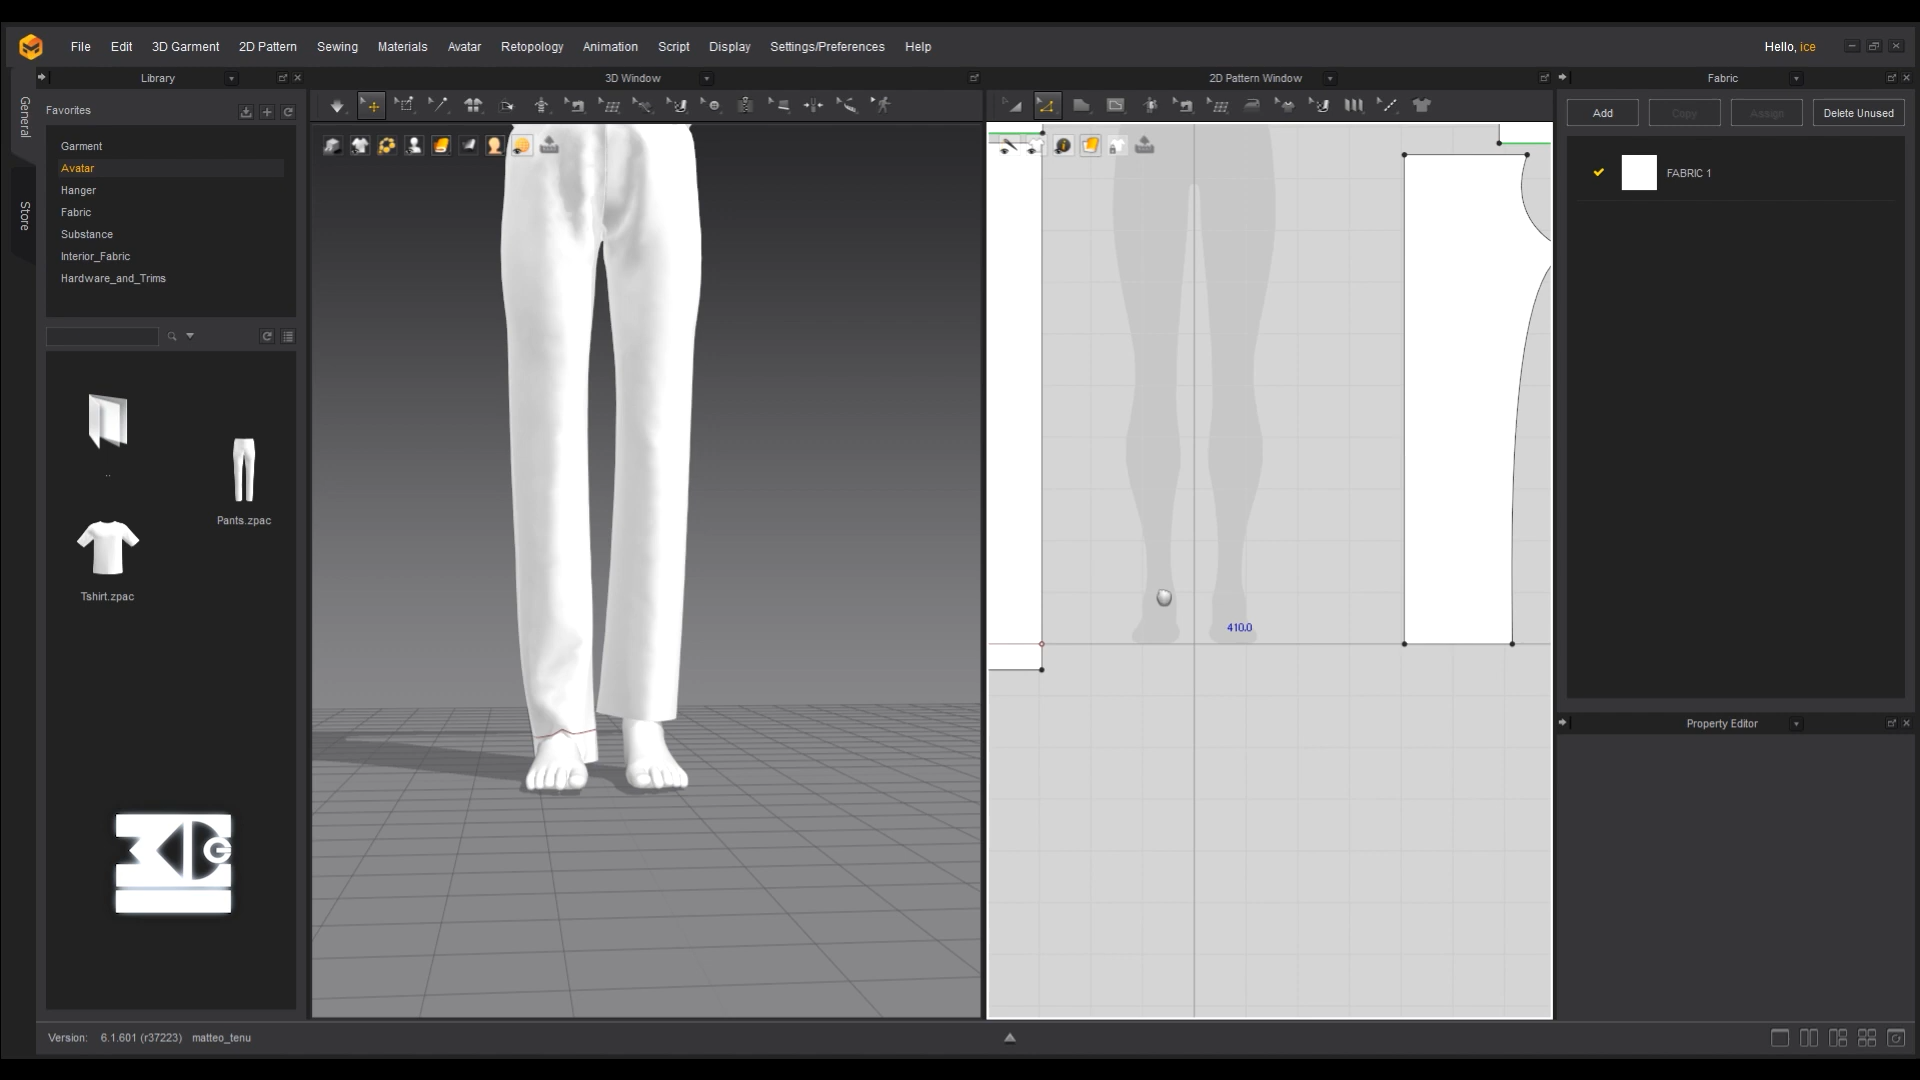 File Edit 3D Garment 2D Pattern Sewing Materials Avatar Retopology Animation Script Display Settings/Preferences Help
Hello, ice
Library
3D Window
2D Pattern Window
Fabric
General
Store
Favorites
Garment
Avatar
Hanger
Fabric
Substance
Interior_Fabric
Hardware_and_Trims
..
Pants.zpac
Tshirt.zpac
410.0
Add Copy Assign Delete Unused
FABRIC 1
Property Editor
Version: 6.1.601 (r37223) matteo_tenu